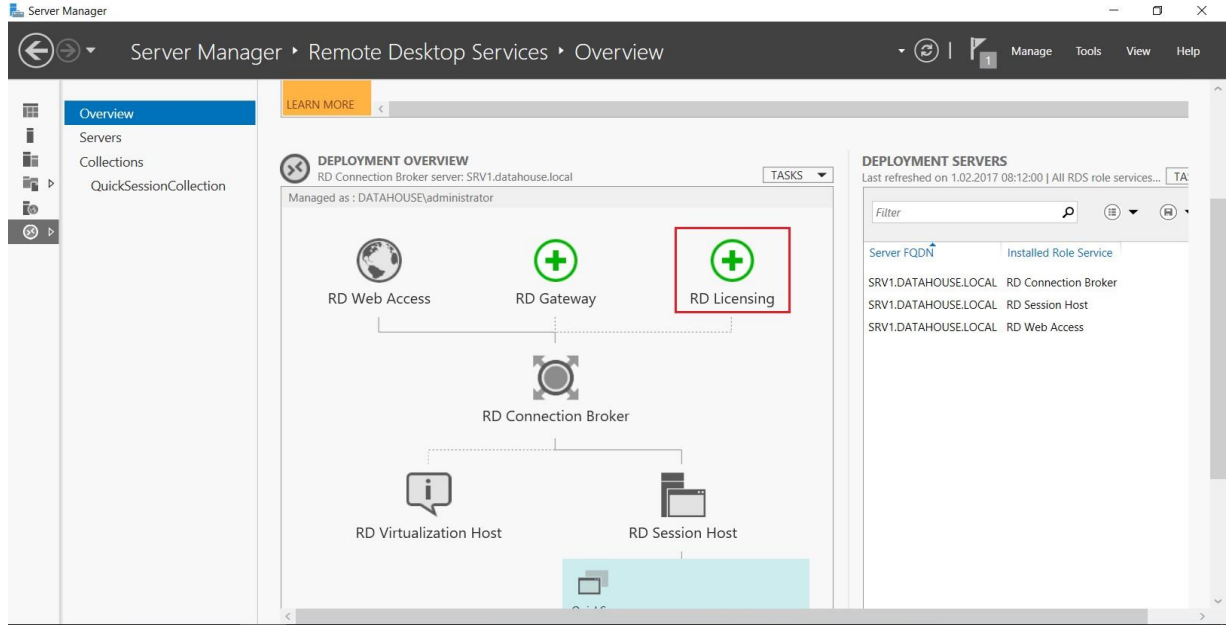 Server Manager
Server Manager ‣ Remote Desktop Services ‣ Overview
1
Manage Tools View Help
Overview
Servers
Collections
QuickSessionCollection
LEARN MORE
DEPLOYMENT OVERVIEW
RD Connection Broker server: SRV1.datahouse.local
TASKS
Managed as : DATAHOUSE\administrator
RD Web Access
RD Gateway
RD Licensing
RD Connection Broker
RD Virtualization Host
RD Session Host
DEPLOYMENT SERVERS
Last refreshed on 1.02.2017 08:12:00 | All RDS role services...
TA
Filter
Server FQDN Installed Role Service
SRV1.DATAHOUSE.LOCAL RD Connection Broker
SRV1.DATAHOUSE.LOCAL RD Session Host
SRV1.DATAHOUSE.LOCAL RD Web Access